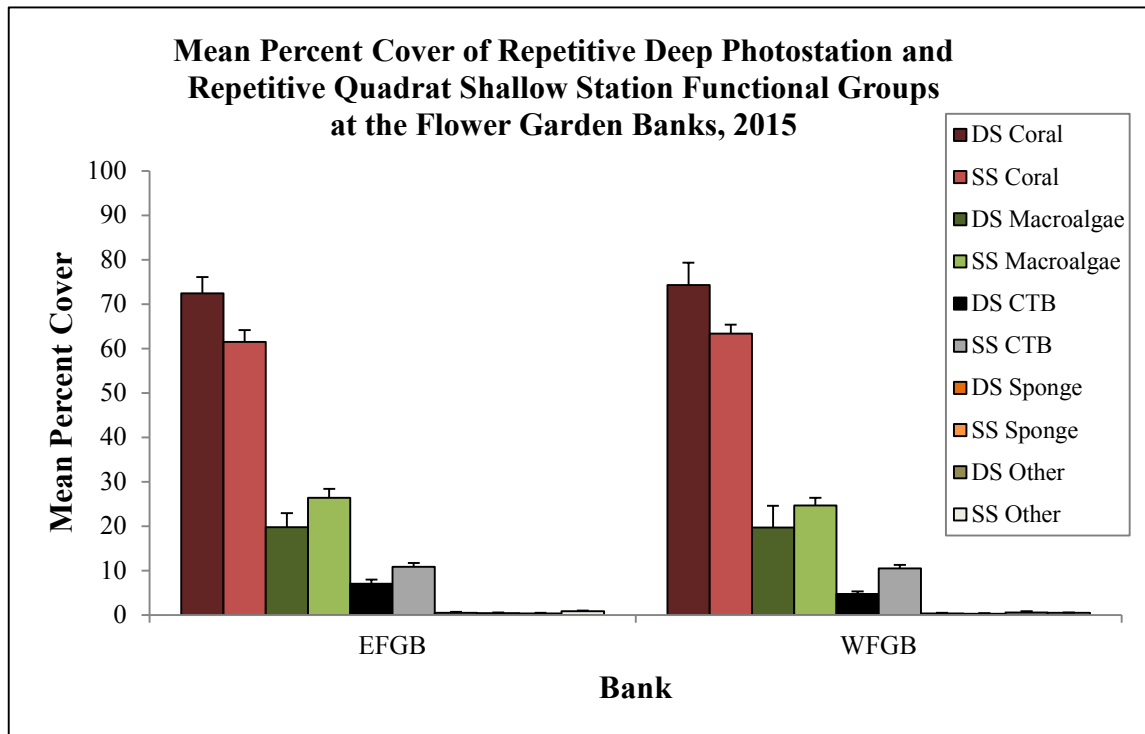 Mean Percent Cover of Repetitive Deep Photostation and
Repetitive Quadrat Shallow Station Functional Groups
at the Flower Garden Banks, 2015
DS Coral
SS Coral
DS Macroalgae
SS Macroalgae
DS CTB
SS CTB
DS Sponge
SS Sponge
DS Other
SS Other
Mean Percent Cover
100
90
80
70
60
50
40
30
20
10
0
EFGB
WFGB
Bank